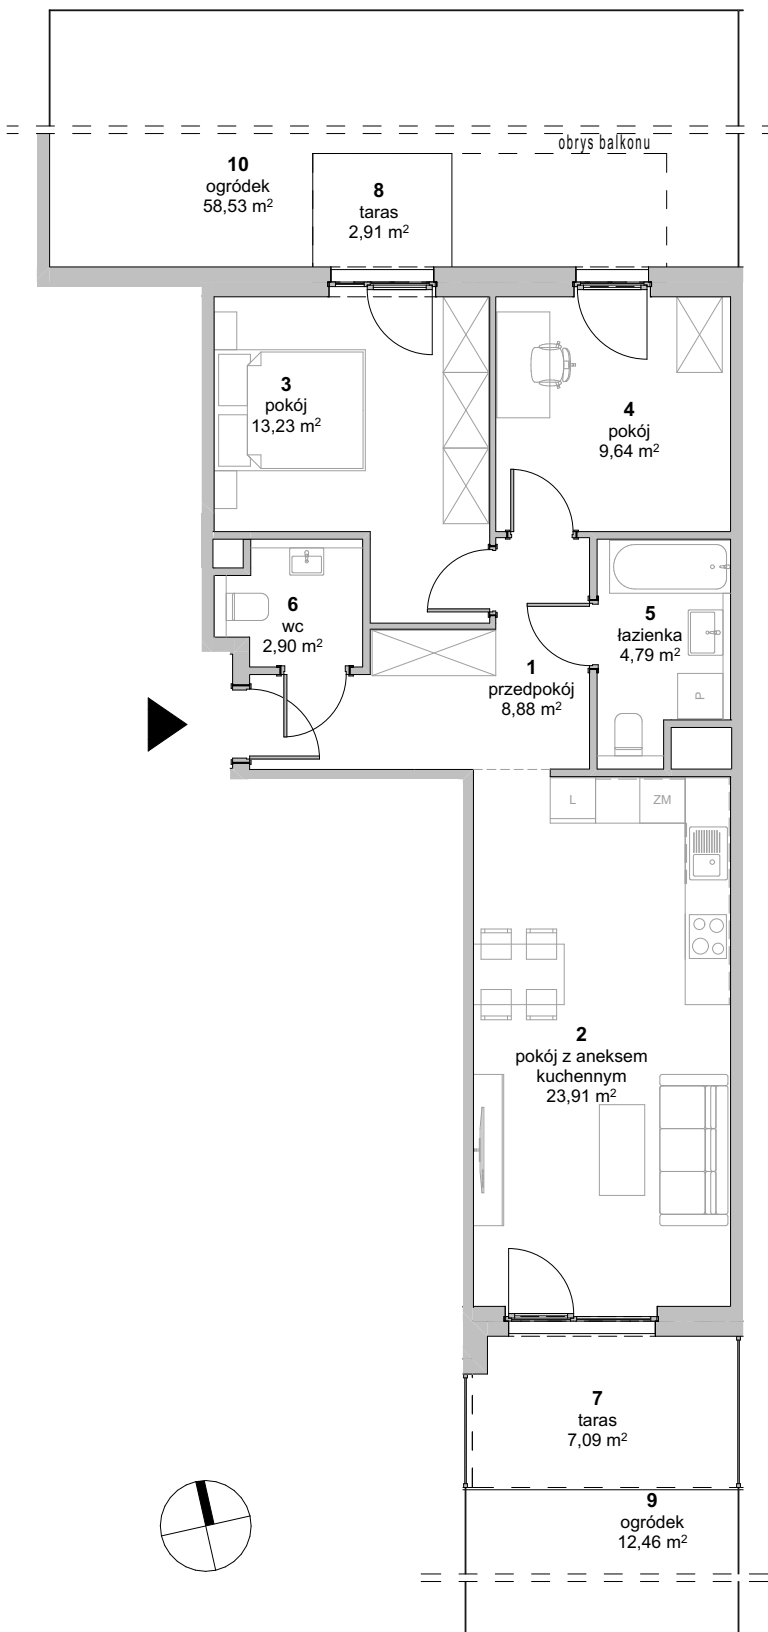 obrys balkonu
10
ogródek
58,53 m²
8
taras
2,91 m²
3
pokój
13,23 m²
4
pokój
9,64 m²
6
wc
2,90 m²
5
łazienka
4,79 m²
1
przedpokój
8,88 m²
P
L
ZM
2
pokój z aneksem
kuchennym
23,91 m²
7
taras
7,09 m²
9
ogródek
12,46 m²